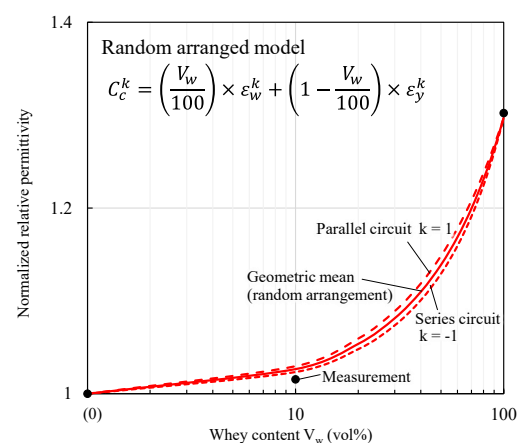 1.4
Random arranged model
C_c^k = (V_w/100) × ε_w^k + (1 − V_w/100) × ε_y^k
Normalized relative permittivity
1.2
Parallel circuit k = 1
Geometric mean
(random arrangement)
Series circuit
k = -1
Measurement
1
(0)
10
100
Whey content V_w (vol%)